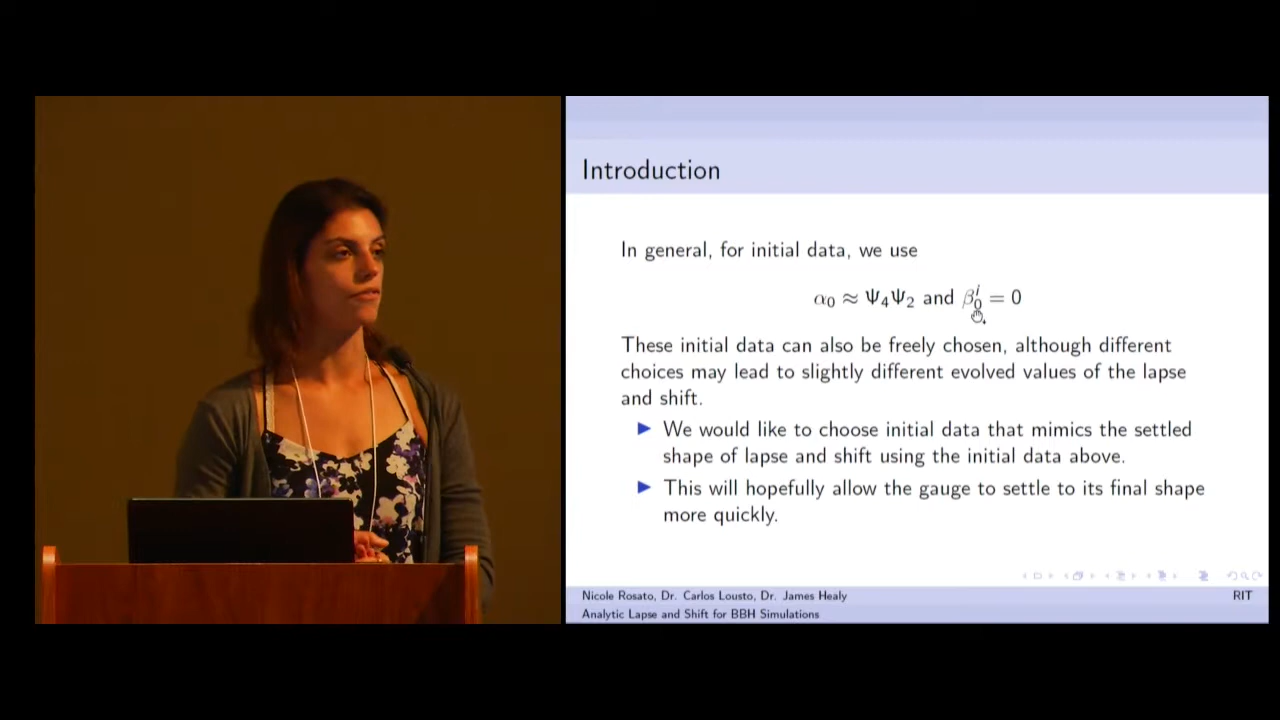 Introduction
In general, for initial data, we use
α₀ ≈ Ψ₄Ψ₂ and β₀ⁱ = 0
These initial data can also be freely chosen, although different
choices may lead to slightly different evolved values of the lapse
and shift.
We would like to choose initial data that mimics the settled
shape of lapse and shift using the initial data above.
This will hopefully allow the gauge to settle to its final shape
more quickly.
Nicole Rosato, Dr. Carlos Lousto, Dr. James Healy
RIT
Analytic Lapse and Shift for BBH Simulations